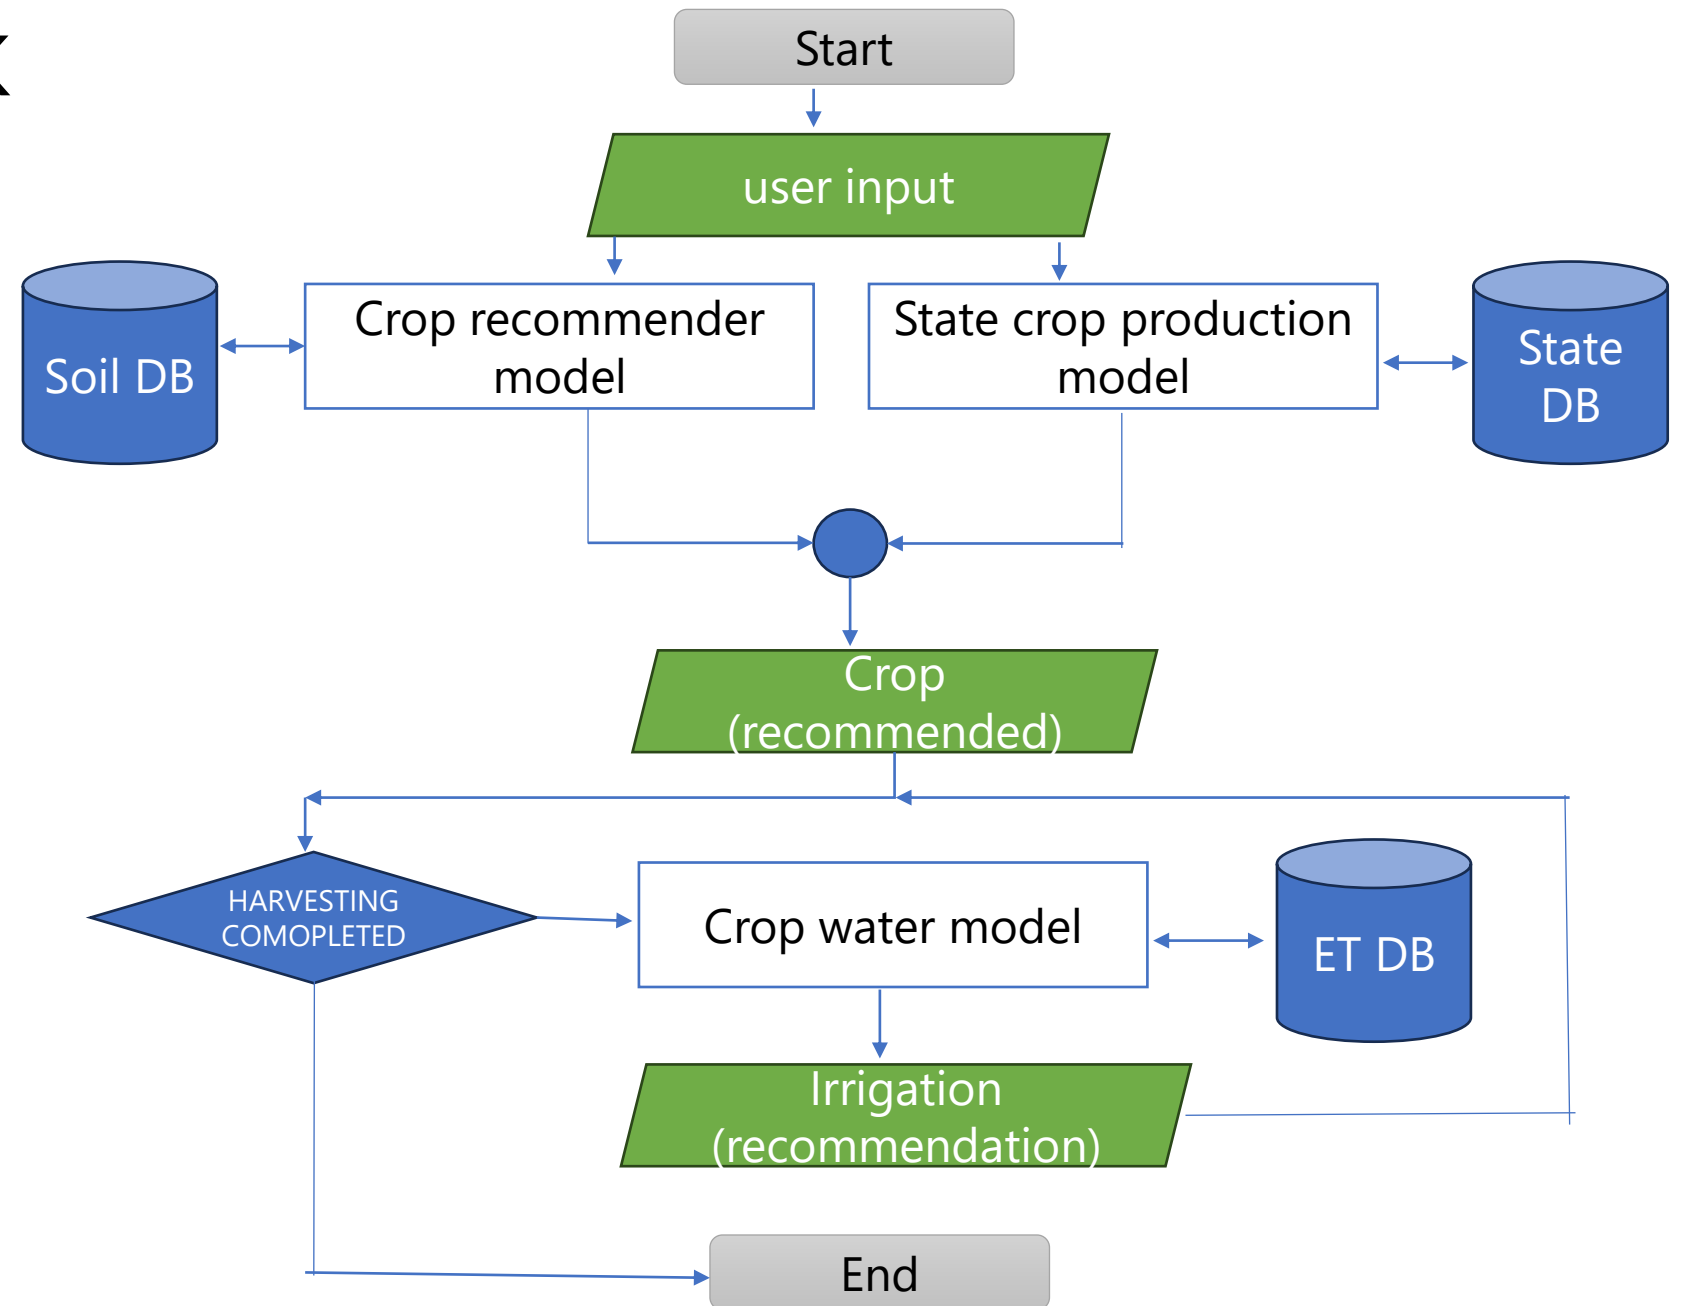 Start
user input
Crop recommender
model
State crop production
model
Soil DB
State
DB
Crop
(recommended)
HARVESTING
COMOPLETED
Crop water model
ET DB
Irrigation
(recommendation)
End